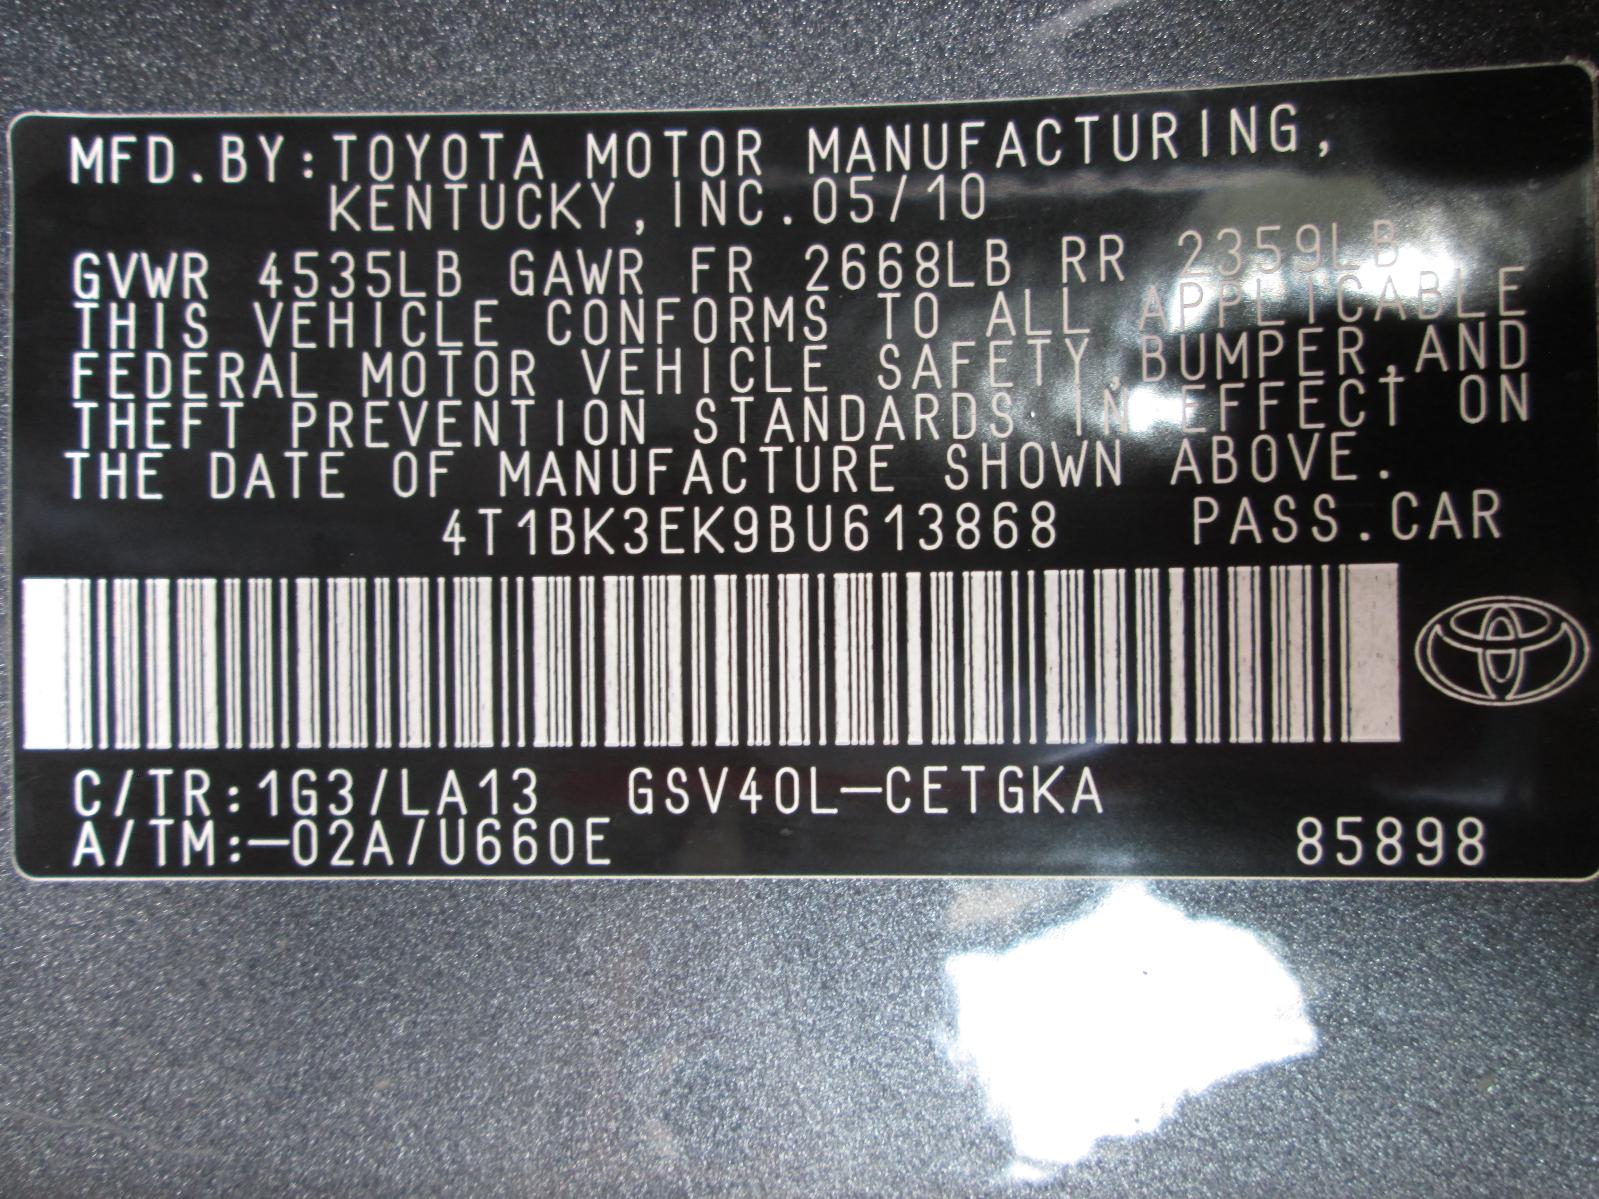 MFD.BY:TOYOTA MOTOR MANUFACTURING,
KENTUCKY,INC.05/10
GVWR 4535LB GAWR FR 2668LB RR 2359LB
THIS VEHICLE CONFORMS TO ALL APPLICABLE
FEDERAL MOTOR VEHICLE SAFETY,BUMPER,AND
THEFT PREVENTION STANDARDS IN EFFECT ON
THE DATE OF MANUFACTURE SHOWN ABOVE.
4T1BK3EK9BU613868 PASS.CAR
C/TR:1G3/LA13 GSV40L-CETGKA
A/TM:-02A/U660E 85898